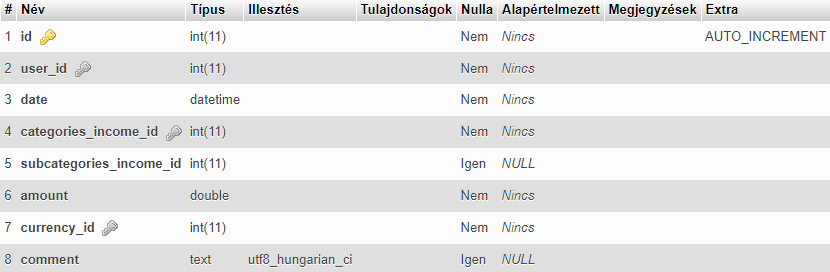 # Név Típus Illesztés Tulajdonságok Nulla Alapértelmezett Megjegyzések Extra
1 id int(11) Nem Nincs AUTO_INCREMENT
2 user_id int(11) Nem Nincs
3 date datetime Nem Nincs
4 categories_income_id int(11) Nem Nincs
5 subcategories_income_id int(11) Igen NULL
6 amount double Nem Nincs
7 currency_id int(11) Nem Nincs
8 comment text utf8_hungarian_ci Igen NULL